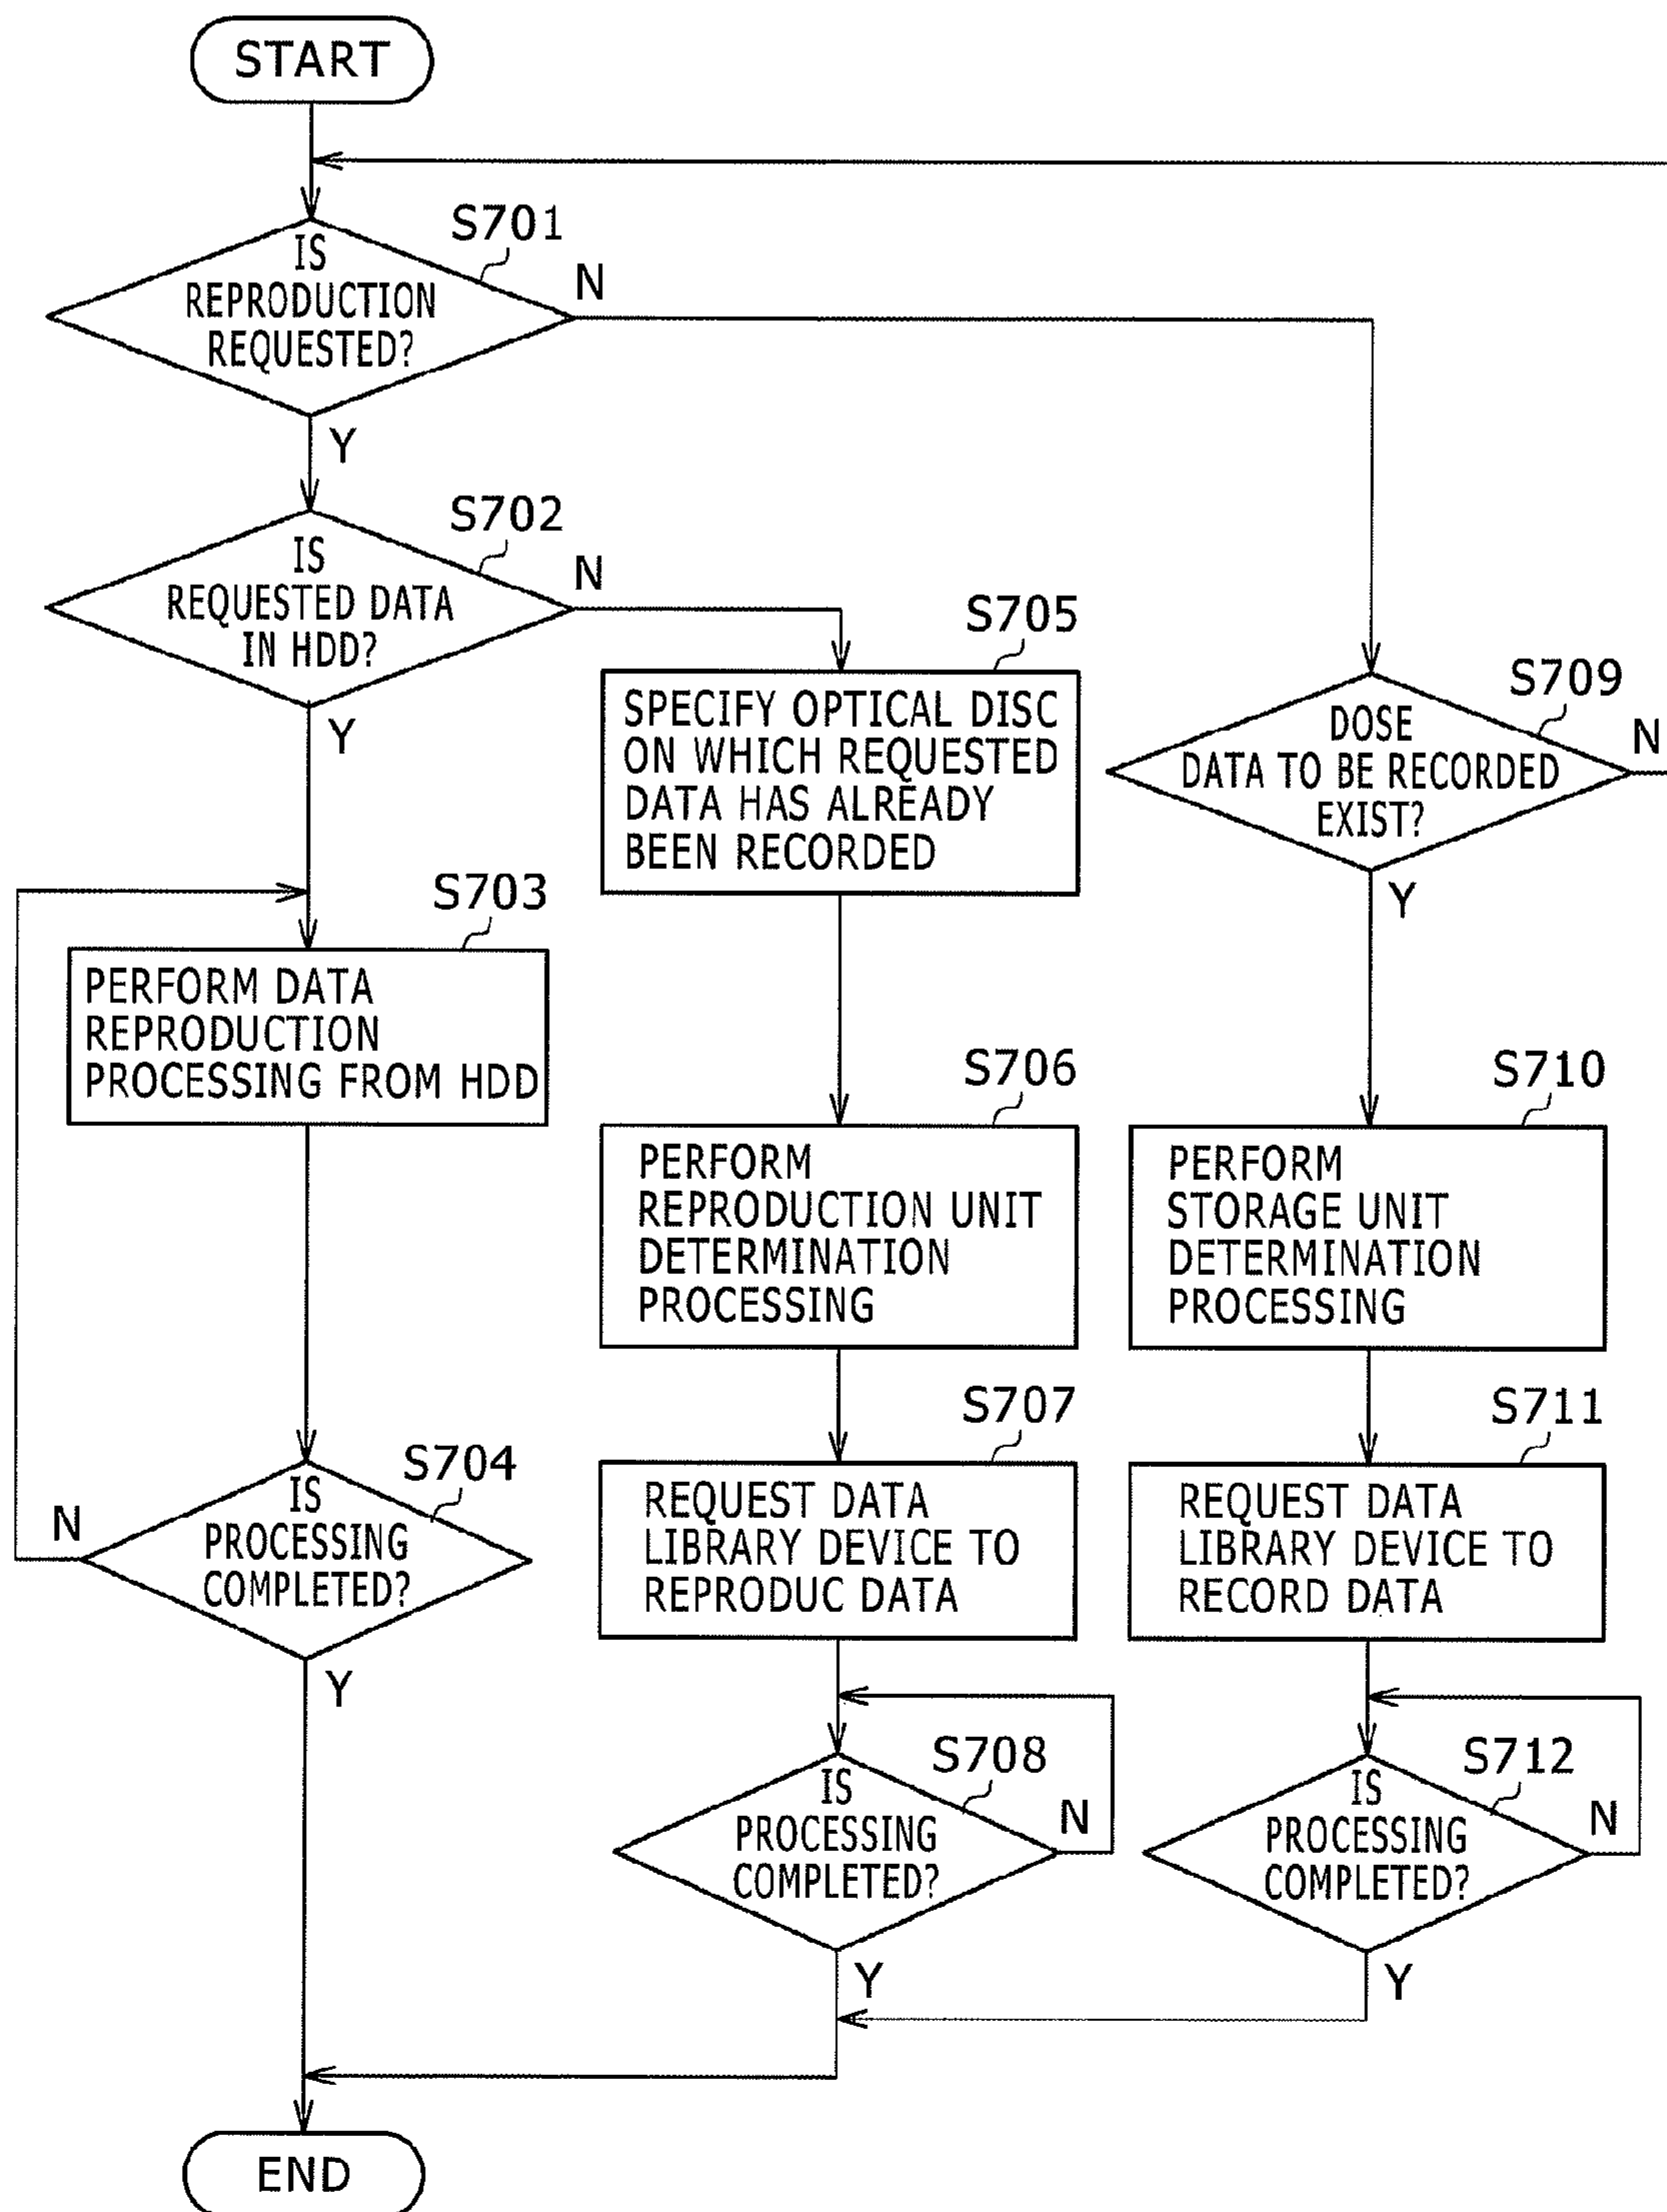 START
S701
IS
REPRODUCTION
REQUESTED?
N
Y
S702
IS
REQUESTED DATA
IN HDD?
N
Y
S703
PERFORM DATA
REPRODUCTION
PROCESSING FROM HDD
S704
IS
PROCESSING
COMPLETED?
N
Y
S705
SPECIFY OPTICAL DISC
ON WHICH REQUESTED
DATA HAS ALREADY
BEEN RECORDED
S706
PERFORM
REPRODUCTION UNIT
DETERMINATION
PROCESSING
S707
REQUEST DATA
LIBRARY DEVICE TO
REPRODUC DATA
S708
IS
PROCESSING
COMPLETED?
N
Y
S709
DOSE
DATA TO BE RECORDED
EXIST?
N
Y
S710
PERFORM
STORAGE UNIT
DETERMINATION
PROCESSING
S711
REQUEST DATA
LIBRARY DEVICE TO
RECORD DATA
S712
IS
PROCESSING
COMPLETED?
N
Y
END